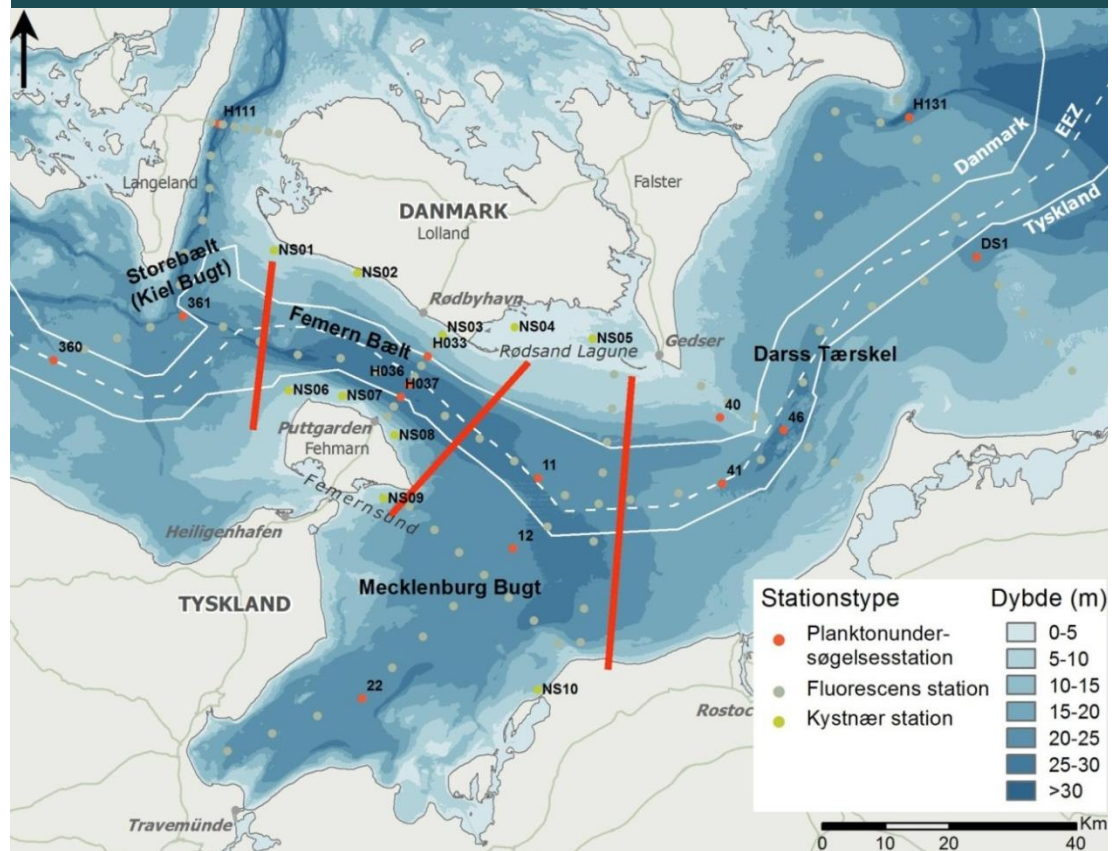 H111
H131
Danmark
EEZ
Langeland
Falster
DANMARK
Lolland
Tyskland
NS01
DS1
Storebælt
(Kiel Bugt)
NS02
361
Rødbyhavn
Femern Bælt
NS03
NS04
NS05
H033
Rødsand Lagune
Gedser
Darss Tærskel
360
H036
H037
NS06
NS07
40
46
Puttgarden
Fehmarn
NS08
11
41
Femernsund
NS09
Heiligenhafen
12
Mecklenburg Bugt
TYSKLAND
22
NS10
Rostoc
Travemünde
Stationstype
Planktonunder-
søgelsesstation
Fluorescens station
Kystnær station
Dybde (m)
0-5
5-10
10-15
15-20
20-25
25-30
>30
Km
0 10 20 40